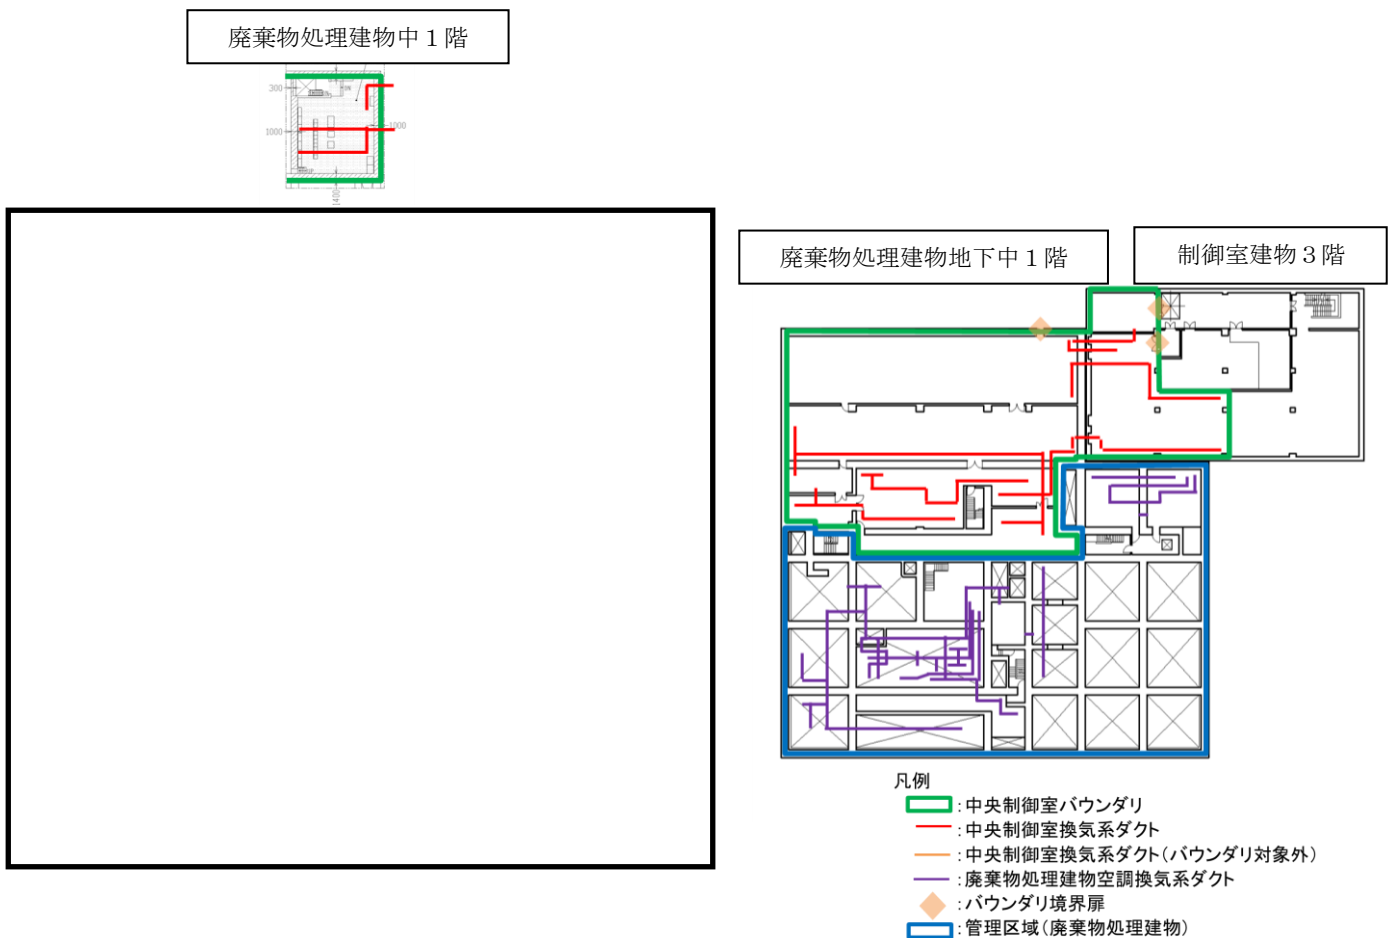 廃棄物処理建物中１階
300
1000
1000
1400
廃棄物処理建物地下中１階
制御室建物３階
凡例
：中央制御室バウンダリ
：中央制御室換気系ダクト
：中央制御室換気系ダクト（バウンダリ対象外）
：廃棄物処理建物空調換気系ダクト
：バウンダリ境界扉
：管理区域（廃棄物処理建物）